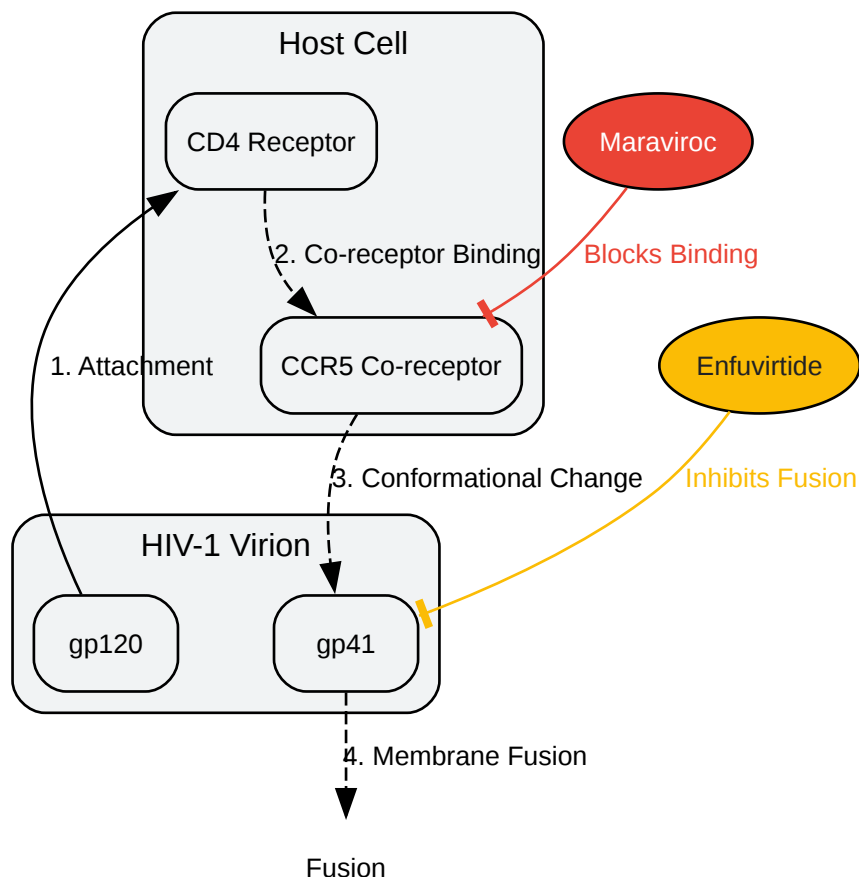 Host Cell
CD4 Receptor
Maraviroc
2. Co-receptor Binding
Blocks Binding
1. Attachment
CCR5 Co-receptor
Enfuvirtide
3. Conformational Change
Inhibits Fusion
HIV-1 Virion
gp120
gp41
4. Membrane Fusion
Fusion